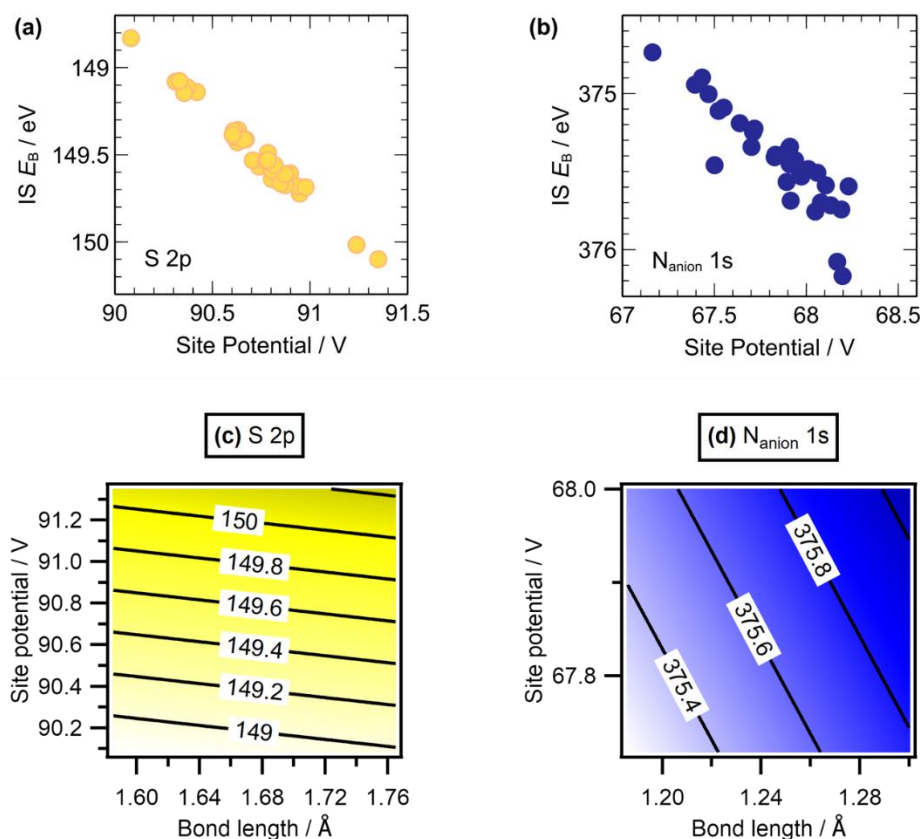 (a)
IS E_B / eV
149
149.5
150
S 2p
90 90.5 91 91.5
Site Potential / V
(b)
IS E_B / eV
375
376
N_anion 1s
67 67.5 68 68.5
Site Potential / V
(c) S 2p
Site potential / V
91.2
91.0
90.8
90.6
90.4
90.2
150
149.8
149.6
149.4
149.2
149
1.60 1.64 1.68 1.72 1.76
Bond length / Å
(d) N_anion 1s
Site potential / V
68.0
67.8
375.4
375.6
375.8
1.20 1.24 1.28
Bond length / Å